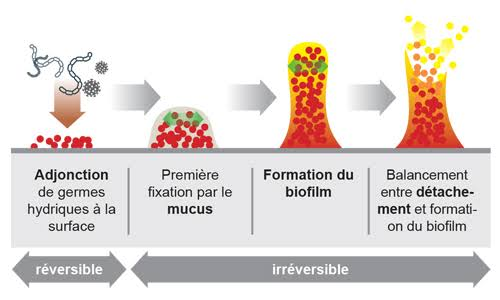 Adjonction
de germes
hydriques à la
surface
Première
fixation par le
mucus
Formation du
biofilm
Balancement
entre détache-
ment et formati-
on du biofilm
réversible
irréversible